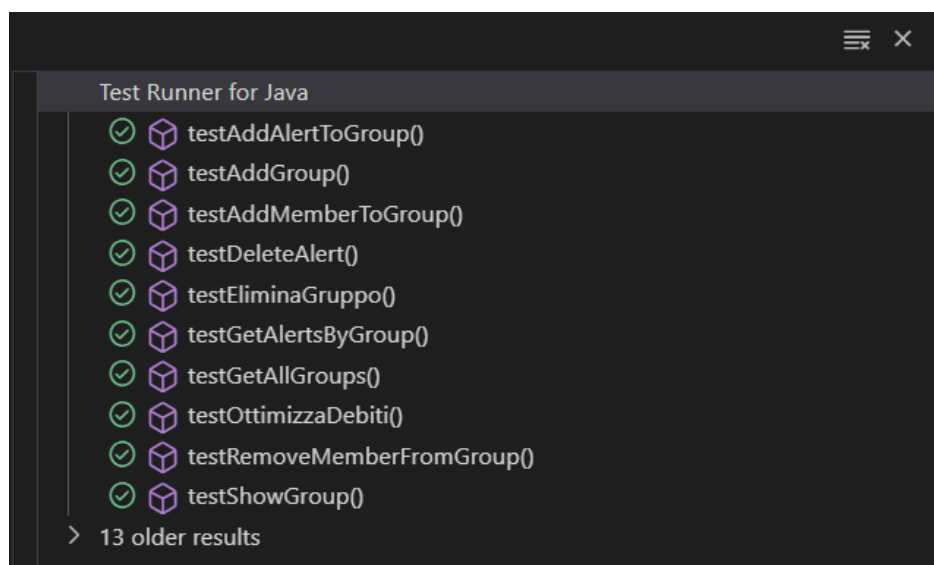 Test Runner for Java
testAddAlertToGroup()
testAddGroup()
testAddMemberToGroup()
testDeleteAlert()
testEliminaGruppo()
testGetAlertsByGroup()
testGetAllGroups()
testOttimizzaDebiti()
testRemoveMemberFromGroup()
testShowGroup()
13 older results